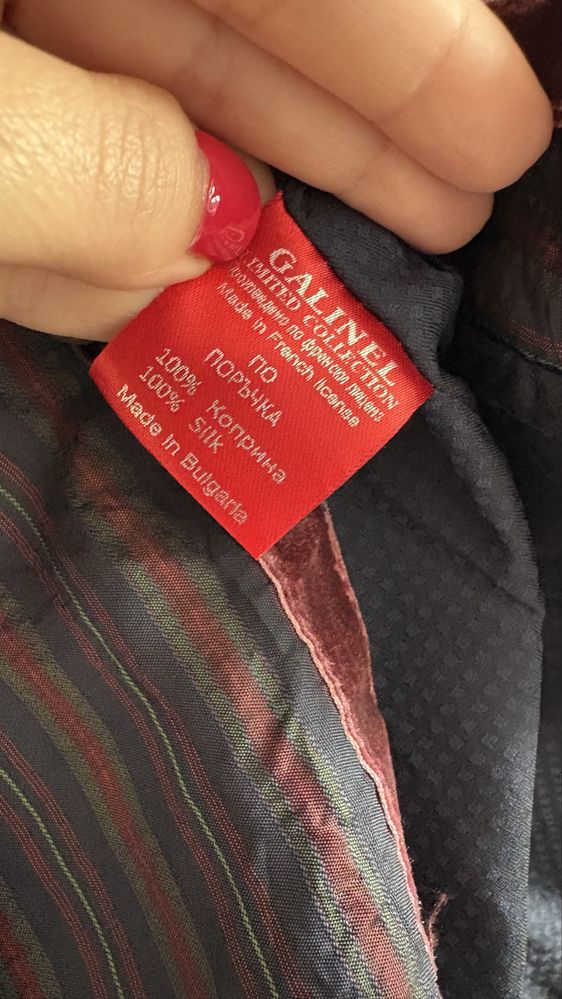 GALINEL
LIMITED COLLECTION
Произведено по френски лиценз
Made in French license
ПО
ПОРЪЧКА
100% Коприна
100% Silk
Made in Bulgaria